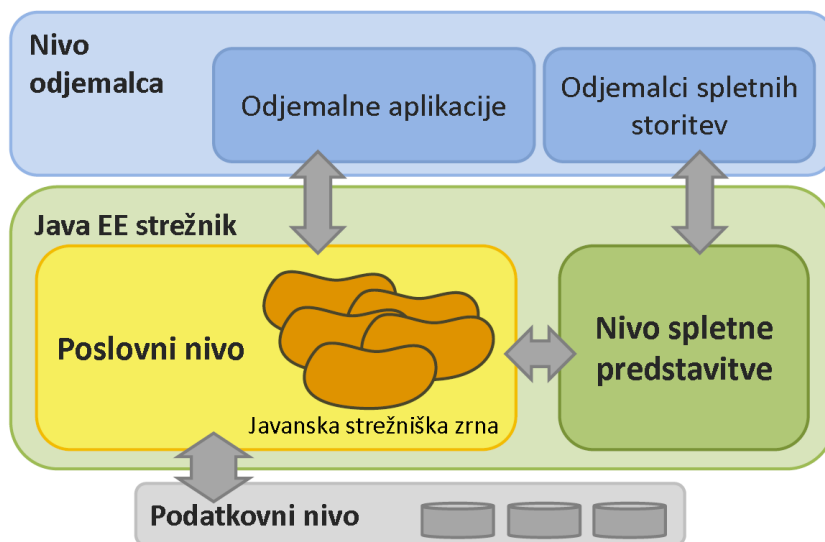 Nivo
odjemalca
Odjemalne aplikacije
Odjemalci spletnih
storitev
Java EE strežnik
Poslovni nivo
Javanska strežniška zrna
Nivo spletne
predstavitve
Podatkovni nivo